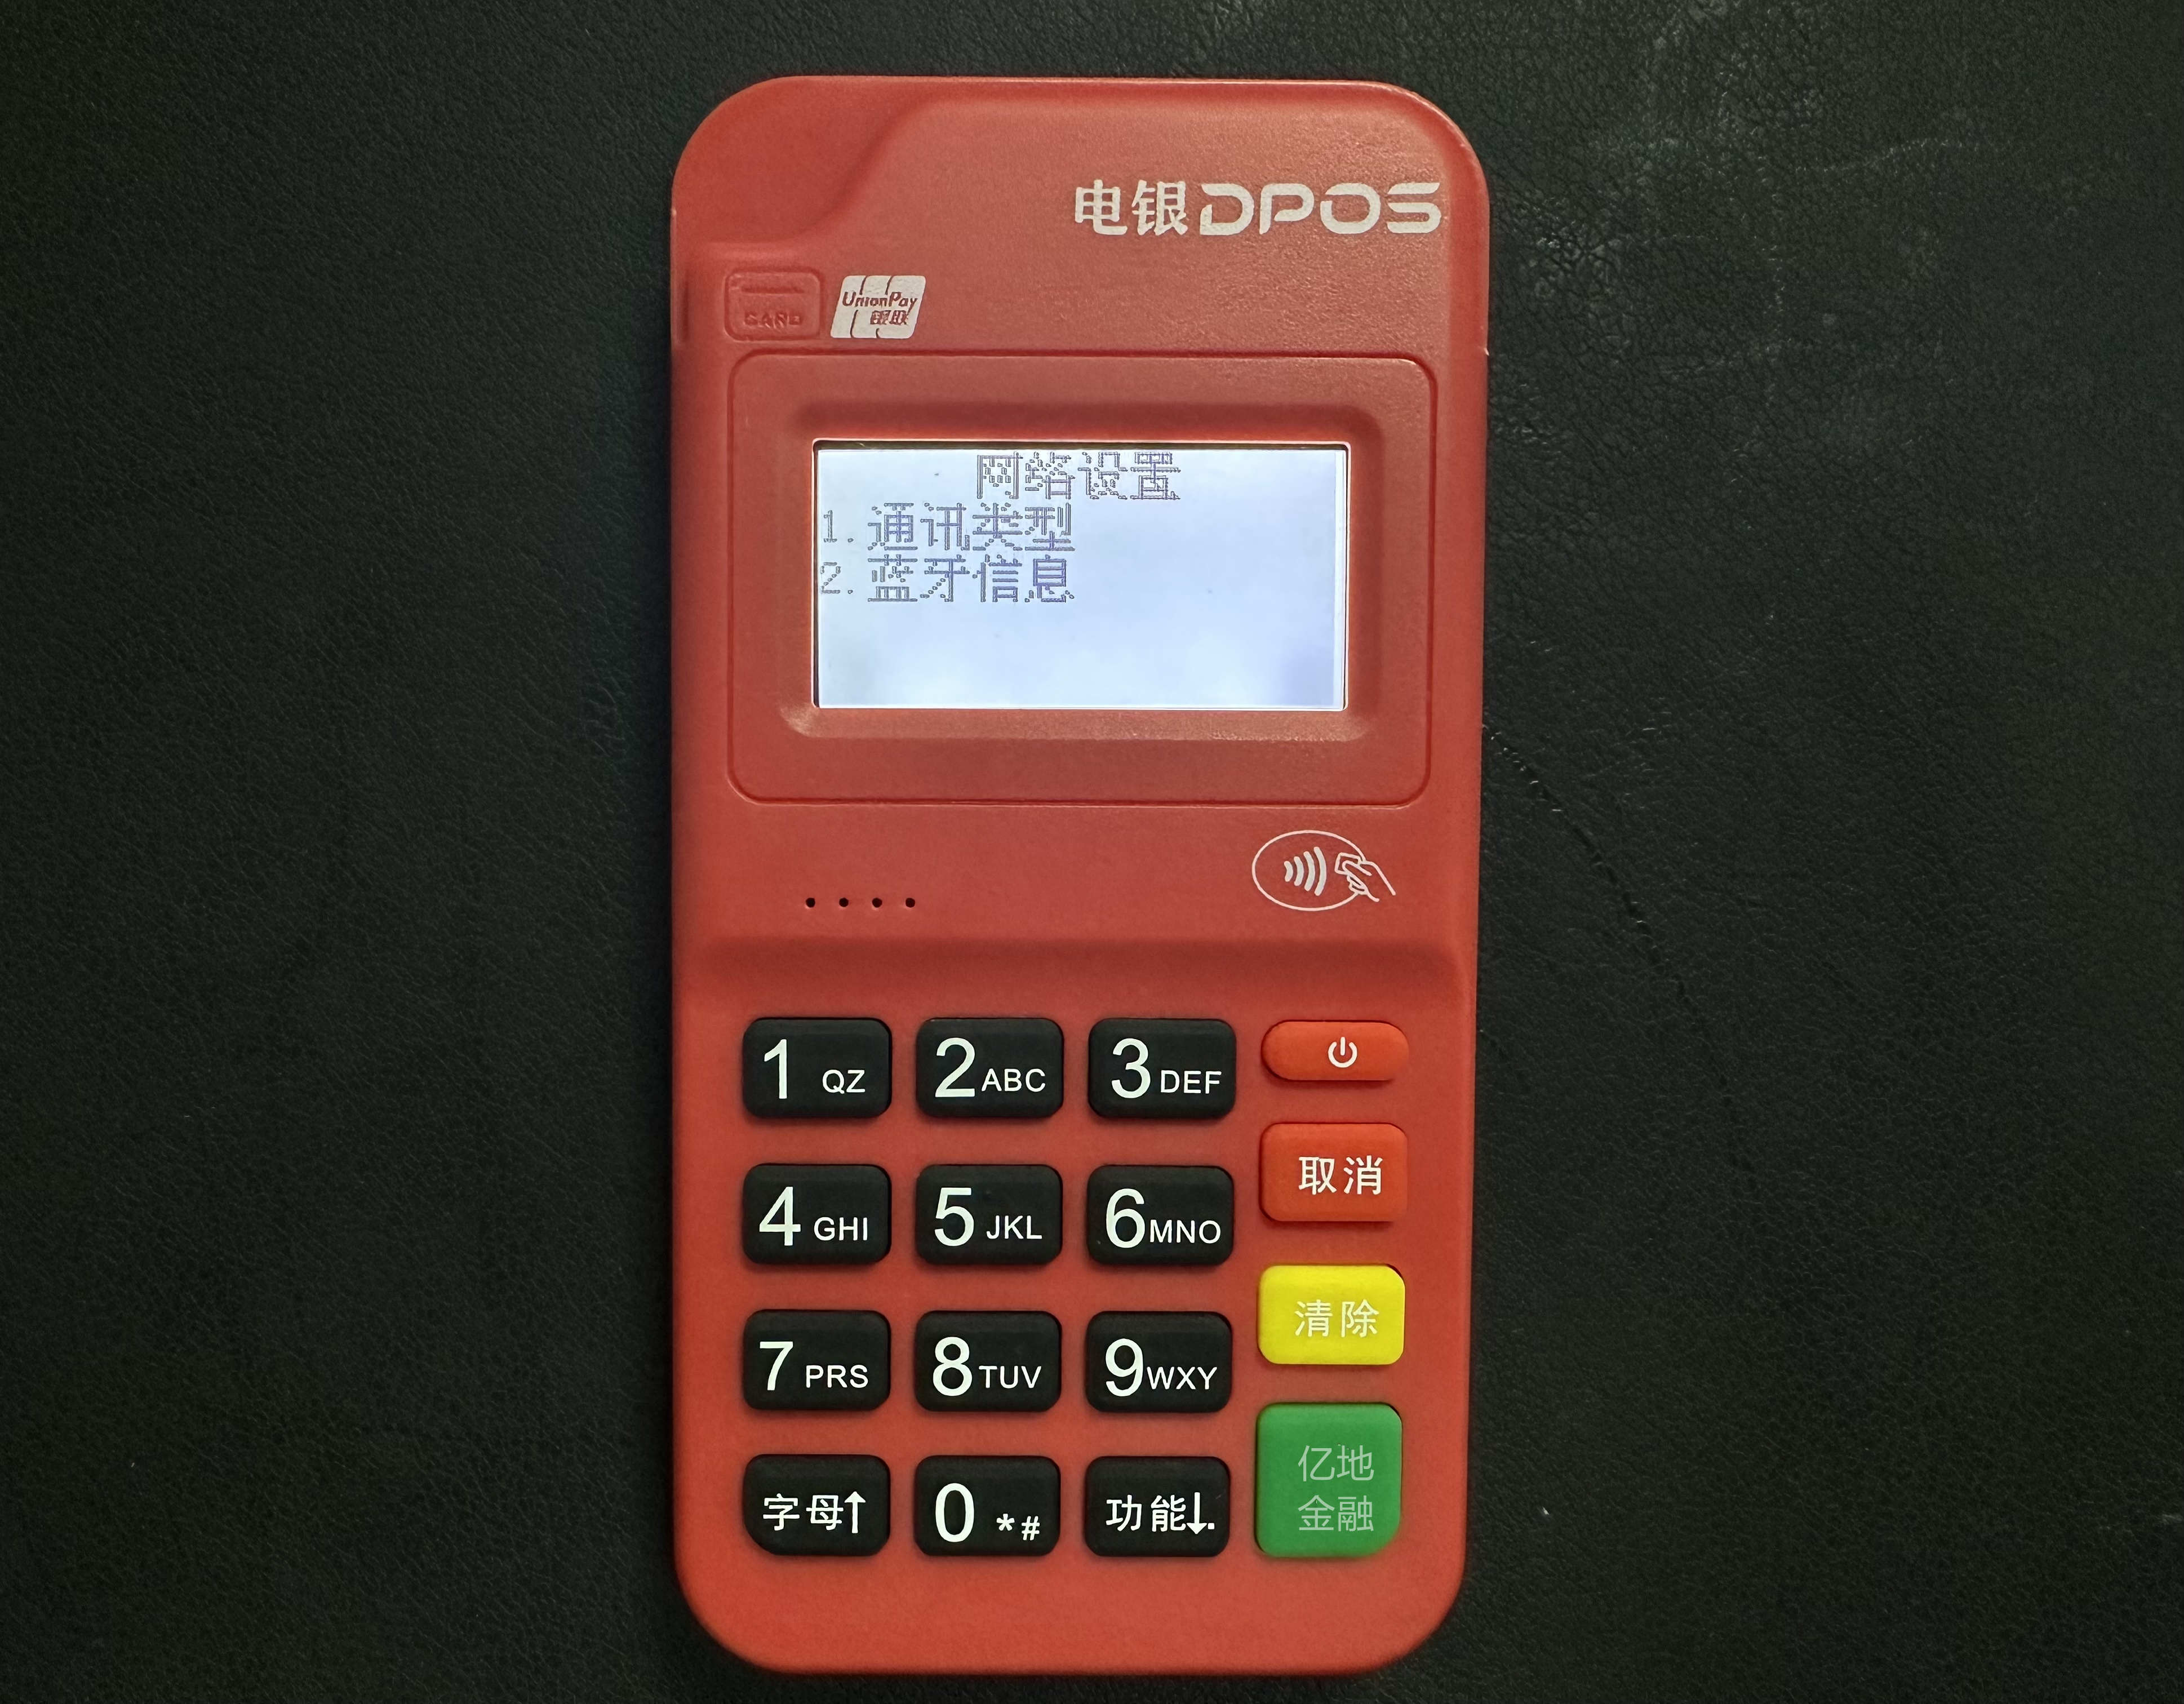 电银DPOS
CARD
UnionPay
银联
网络设置
1.通讯类型
2.蓝牙信息
1 QZ
2 ABC
3 DEF
取消
4 GHI
5 JKL
6 MNO
清除
7 PRS
8 TUV
9 WXY
亿地
金融
字母↑
0 *#
功能↓.